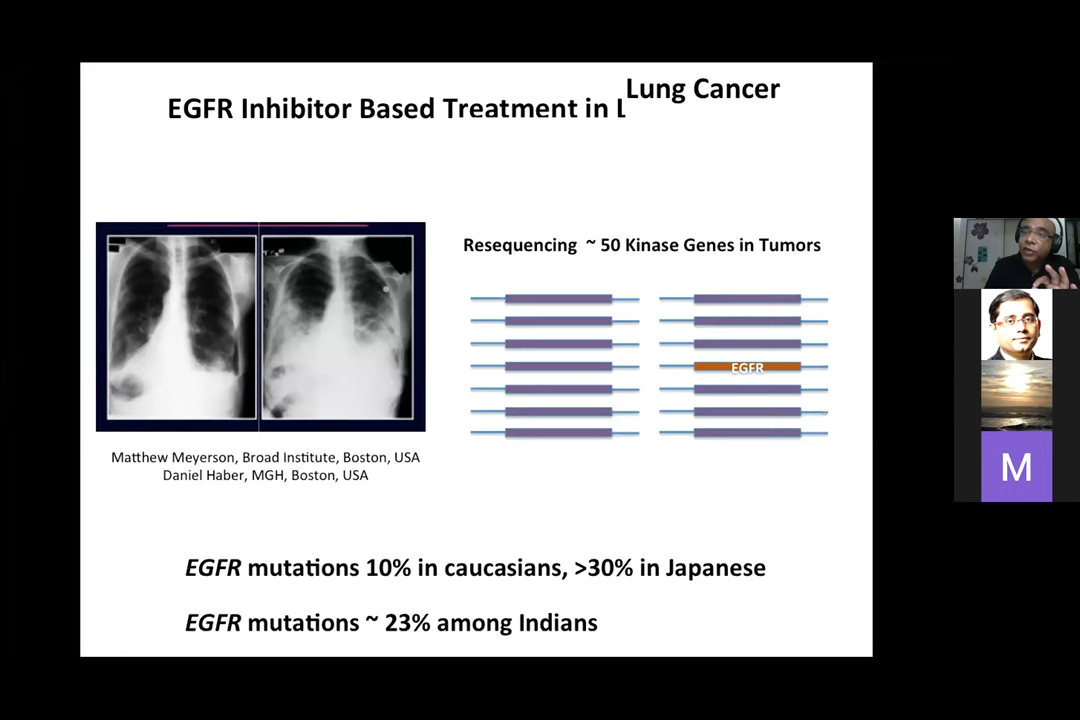 EGFR Inhibitor Based Treatment in L
Lung Cancer
Resequencing ~ 50 Kinase Genes in Tumors
EGFR
Matthew Meyerson, Broad Institute, Boston, USA
Daniel Haber, MGH, Boston, USA
M
EGFR mutations 10% in caucasians, >30% in Japanese
EGFR mutations ~ 23% among Indians